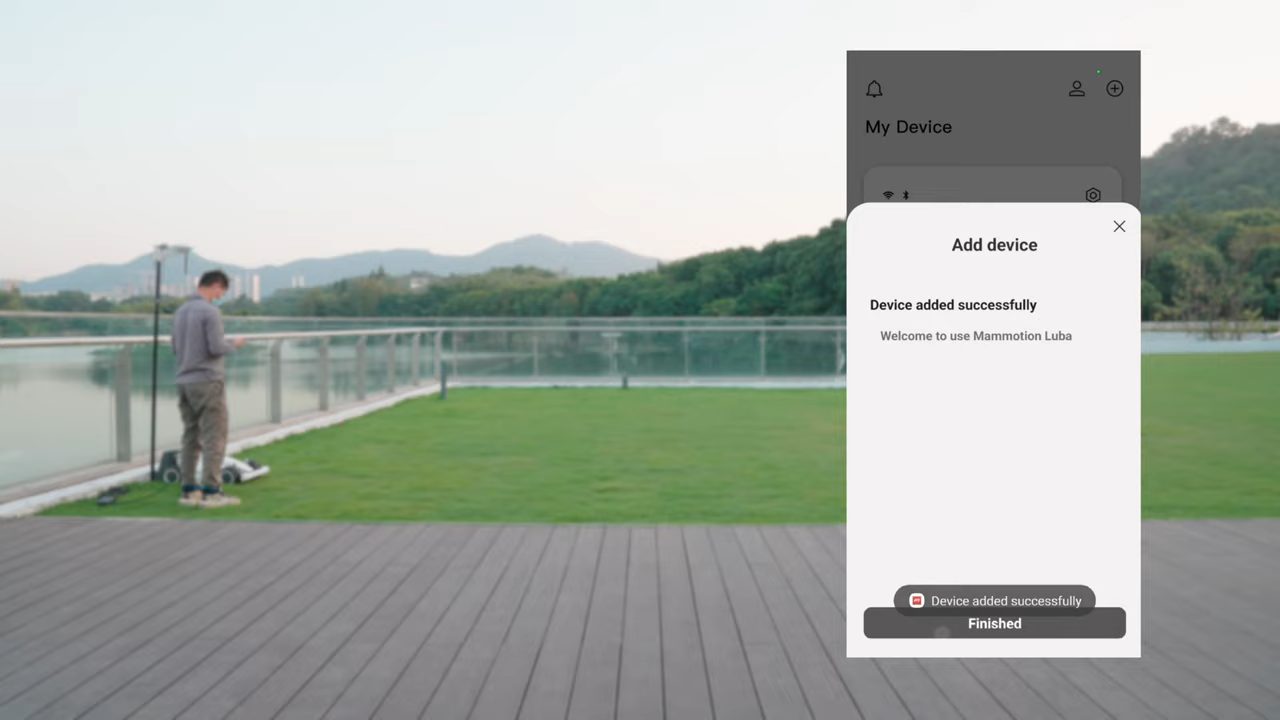 My Device
Add device
Device added successfully
Welcome to use Mammotion Luba
Device added successfully
Finished